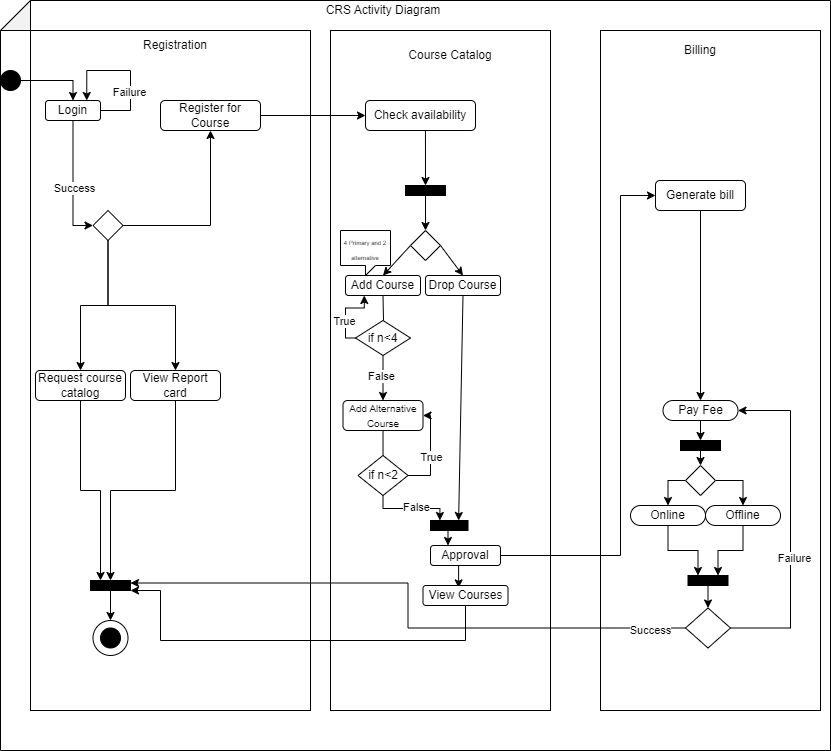 CRS Activity Diagram
Registration
Course Catalog
Billing
Login
Failure
Register for
Course
Check availability
Success
Generate bill
4 Primary and 2
alternative
Add Course
Drop Course
True
if n<4
False
Request course
catalog
View Report
card
Add Alternative
Course
Pay Fee
True
if n<2
False
Online
Offline
Approval
Failure
View Courses
Success